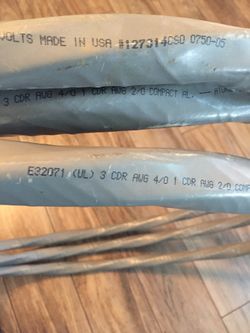 VOLTS MADE IN USA #127314CSO 0750-05
3 CDR AWG 4/0 1 CDR AWG 2/0 COMPACT AL. —
E32071 (UL) 3 CDR AWG 4/0 1 CDR AWG 2/0